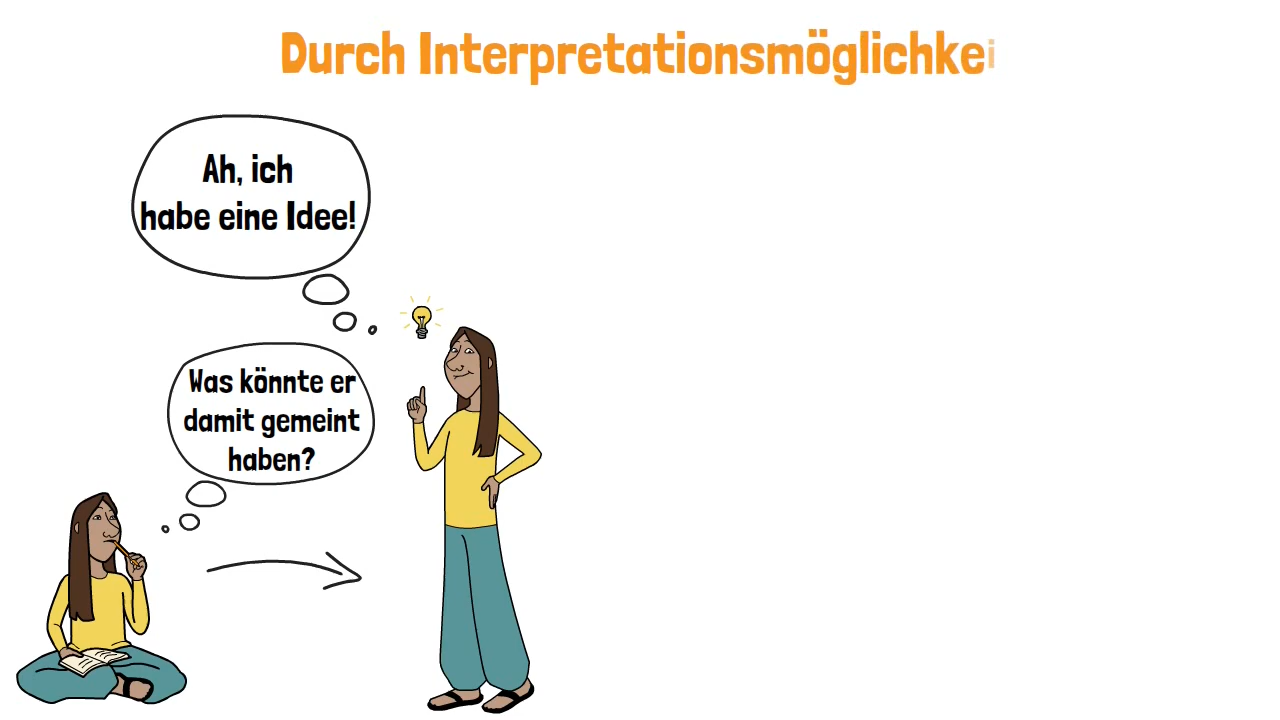 Durch Interpretationsmöglichkei
Ah, ich
habe eine Idee!
Was könnte er
damit gemeint
haben?